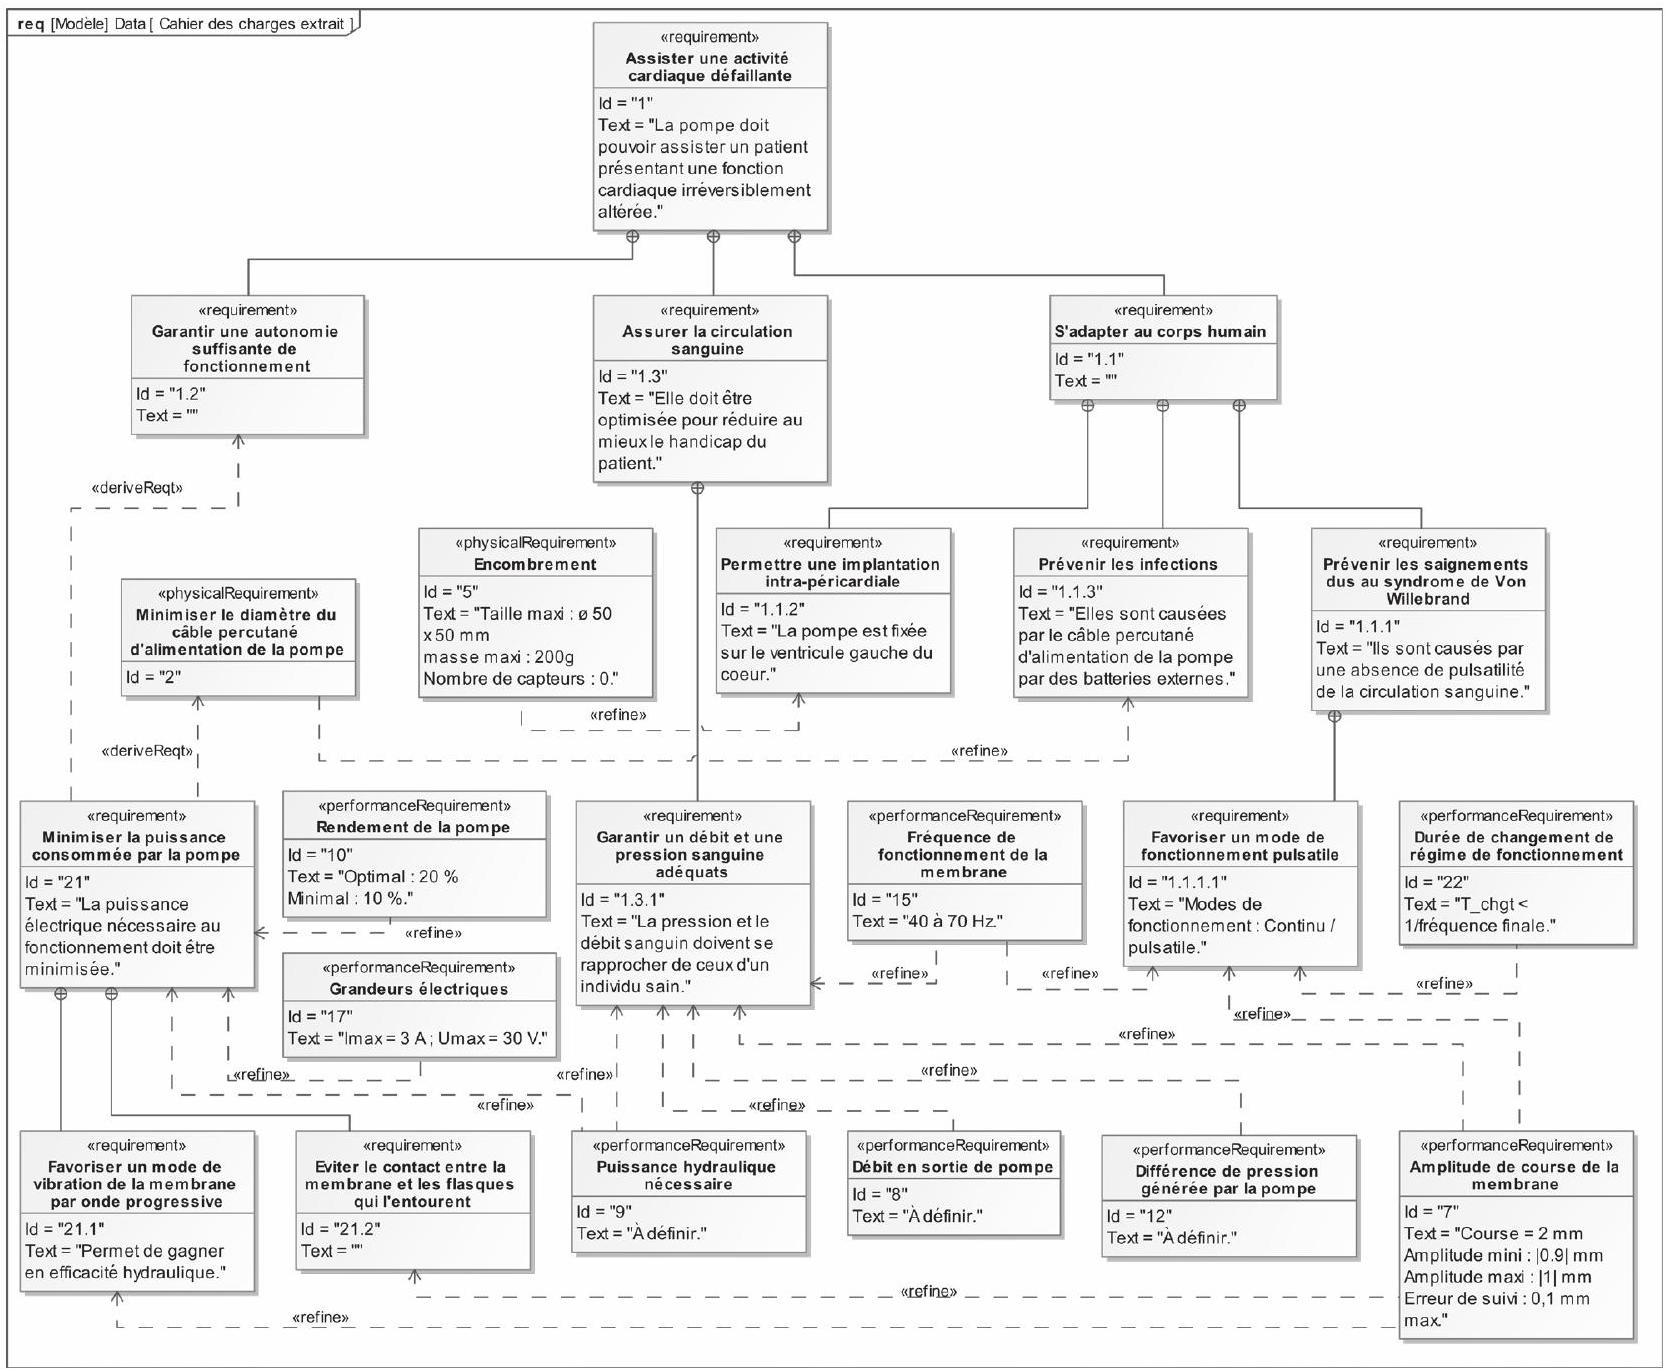 req [Modèle] Data [ Cahier des charges extrait ]
«requirement»
Assister une activité
cardiaque défaillante
Id = "1"
Text = "La pompe doit
pouvoir assister un patient
présentant une fonction
cardiaque irréversiblement
altérée."
«requirement»
Garantir une autonomie
suffisante de
fonctionnement
Id = "1.2"
Text = ""
«requirement»
Assurer la circulation
sanguine
Id = "1.3"
Text = "Elle doit être
optimisée pour réduire au
mieux le handicap du
patient."
«requirement»
S'adapter au corps humain
Id = "1.1"
Text = ""
«deriveReqt»
«physicalRequirement»
Minimiser le diamètre du
câble percutané
d'alimentation de la pompe
Id = "2"
«physicalRequirement»
Encombrement
Id = "5"
Text = "Taille maxi : ø 50
x 50 mm
masse maxi : 200g
Nombre de capteurs : 0."
«requirement»
Permettre une implantation
intra-péricardiale
Id = "1.1.2"
Text = "La pompe est fixée
sur le ventricule gauche du
coeur."
«requirement»
Prévenir les infections
Id = "1.1.3"
Text = "Elles sont causées
par le câble percutané
d'alimentation de la pompe
par des batteries externes."
«requirement»
Prévenir les saignements
dus au syndrome de Von
Willebrand
Id = "1.1.1"
Text = "Ils sont causés par
une absence de pulsatilité
de la circulation sanguine."
«refine»
«deriveReqt»
«refine»
«requirement»
Minimiser la puissance
consommée par la pompe
Id = "21"
Text = "La puissance
électrique nécessaire au
fonctionnement doit être
minimisée."
«performanceRequirement»
Rendement de la pompe
Id = "10"
Text = "Optimal : 20 %
Minimal : 10 %."
«refine»
«performanceRequirement»
Grandeurs électriques
Id = "17"
Text = "Imax = 3 A ; Umax = 30 V."
«requirement»
Garantir un débit et une
pression sanguine
adéquats
Id = "1.3.1"
Text = "La pression et le
débit sanguin doivent se
rapprocher de ceux d'un
individu sain."
«performanceRequirement»
Fréquence de
fonctionnement de la
membrane
Id = "15"
Text = "40 à 70 Hz."
«requirement»
Favoriser un mode de
fonctionnement pulsatile
Id = "1.1.1.1"
Text = "Modes de
fonctionnement : Continu /
pulsatile."
«performanceRequirement»
Durée de changement de
régime de fonctionnement
Id = "22"
Text = "T_chgt <
1/fréquence finale."
«refine»
«refine»
«refine»
«refine»
«refine»
«refine»
«refine»
«refine»
«refine»
«refine»
«requirement»
Favoriser un mode de
vibration de la membrane
par onde progressive
Id = "21.1"
Text = "Permet de gagner
en efficacité hydraulique."
«requirement»
Eviter le contact entre la
membrane et les flasques
qui l'entourent
Id = "21.2"
Text = ""
«performanceRequirement»
Puissance hydraulique
nécessaire
Id = "9"
Text = "À définir."
«performanceRequirement»
Débit en sortie de pompe
Id = "8"
Text = "À définir."
«performanceRequirement»
Différence de pression
générée par la pompe
Id = "12"
Text = "À définir."
«performanceRequirement»
Amplitude de course de la
membrane
Id = "7"
Text = "Course = 2 mm
Amplitude mini : |0.9| mm
Amplitude maxi : |1| mm
Erreur de suivi : 0,1 mm
max."
«refine»
«refine»